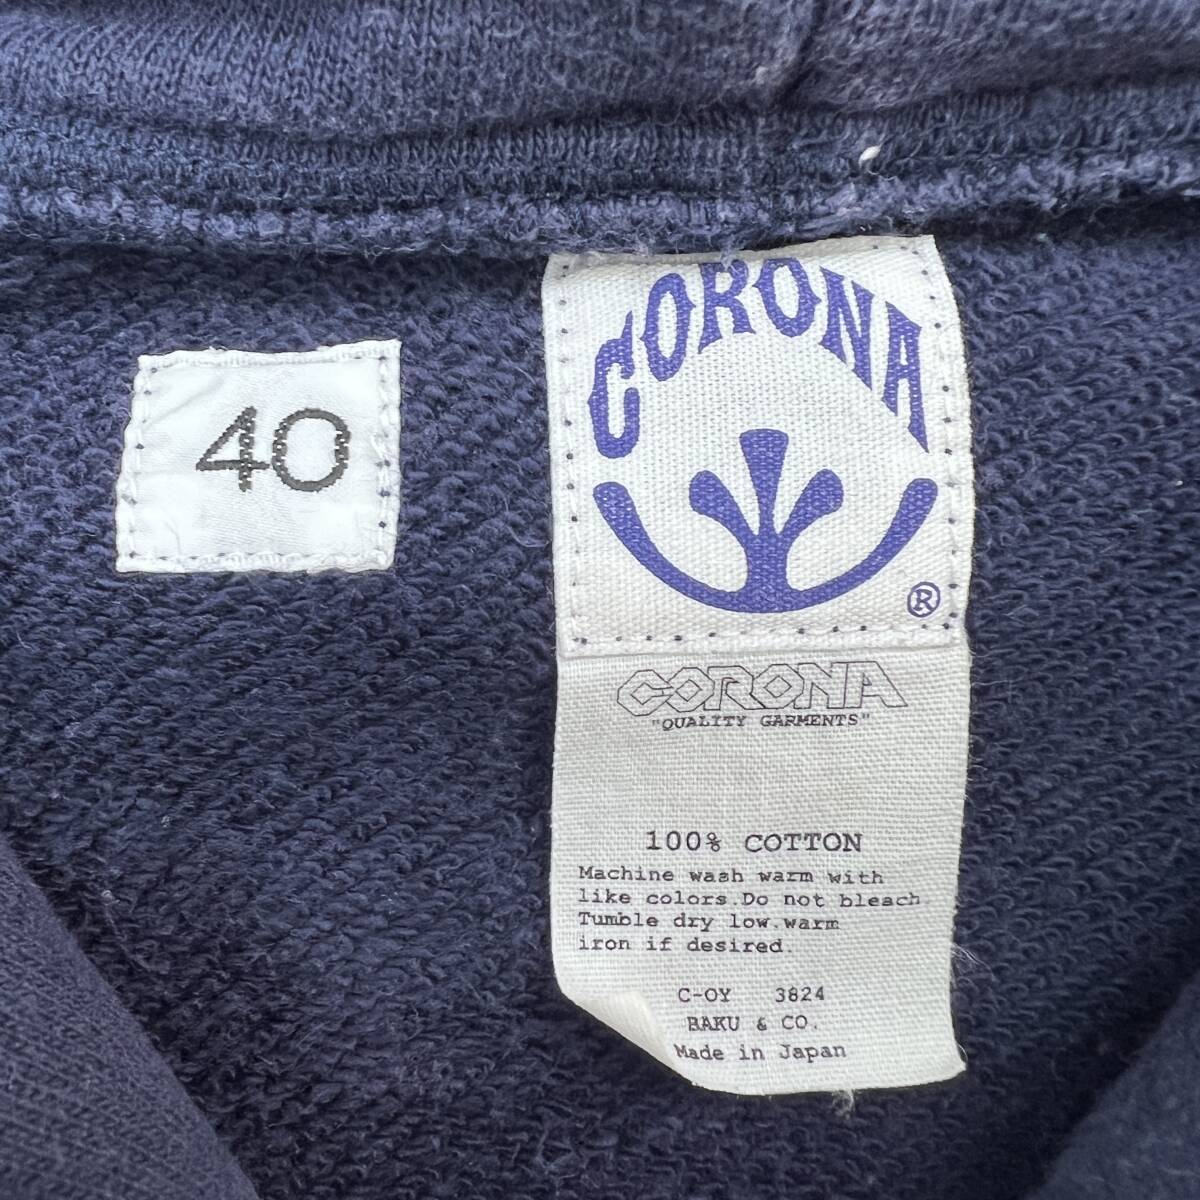 40
CORONA
®
CORONA
"QUALITY GARMENTS"
100% COTTON
Machine wash warm with
like colors.Do not bleach.
Tumble dry low.warm
iron if desired.
C-OY 3824
BAKU & CO.
Made in Japan